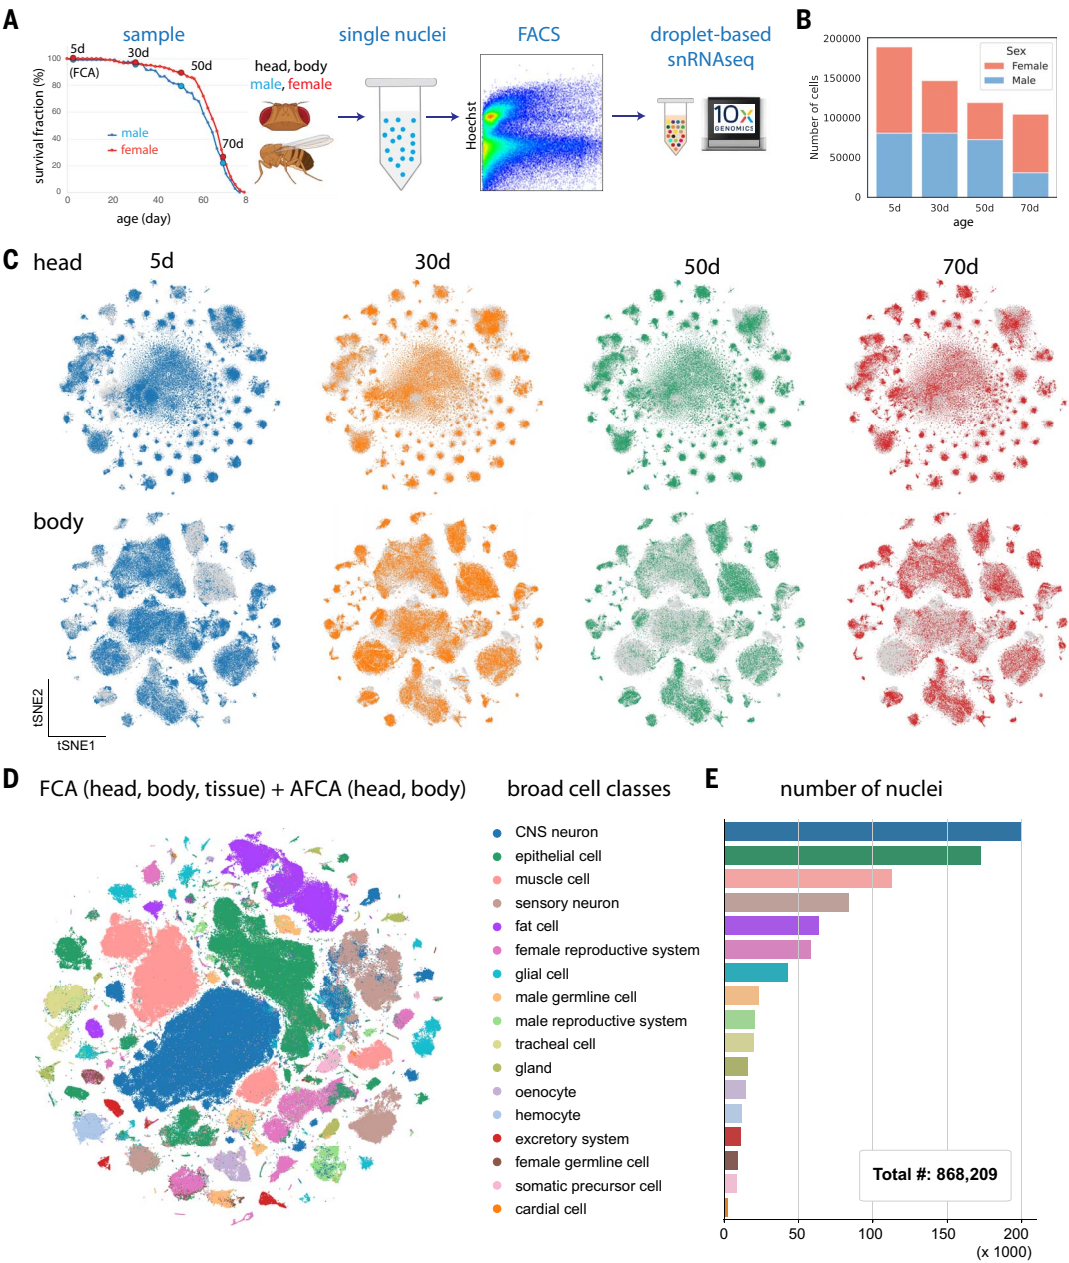 A
sample
single nuclei
FACS
droplet-based
snRNAseq
survival fraction (%)
100
80
60
40
20
0
5d
(FCA)
30d
50d
70d
male
female
0
20
40
60
8
age (day)
head, body
male, female
Hoechst
10x
GENOMICS
B
Number of cells
200000
150000
100000
50000
0
Sex
Female
Male
5d
30d
50d
70d
age
C
head
5d
30d
50d
70d
body
tSNE2
tSNE1
D
FCA (head, body, tissue) + AFCA (head, body)
broad cell classes
CNS neuron
epithelial cell
muscle cell
sensory neuron
fat cell
female reproductive system
glial cell
male germline cell
male reproductive system
tracheal cell
gland
oenocyte
hemocyte
excretory system
female germline cell
somatic precursor cell
cardial cell
E
number of nuclei
Total #: 868,209
0
50
100
150
200
(x 1000)